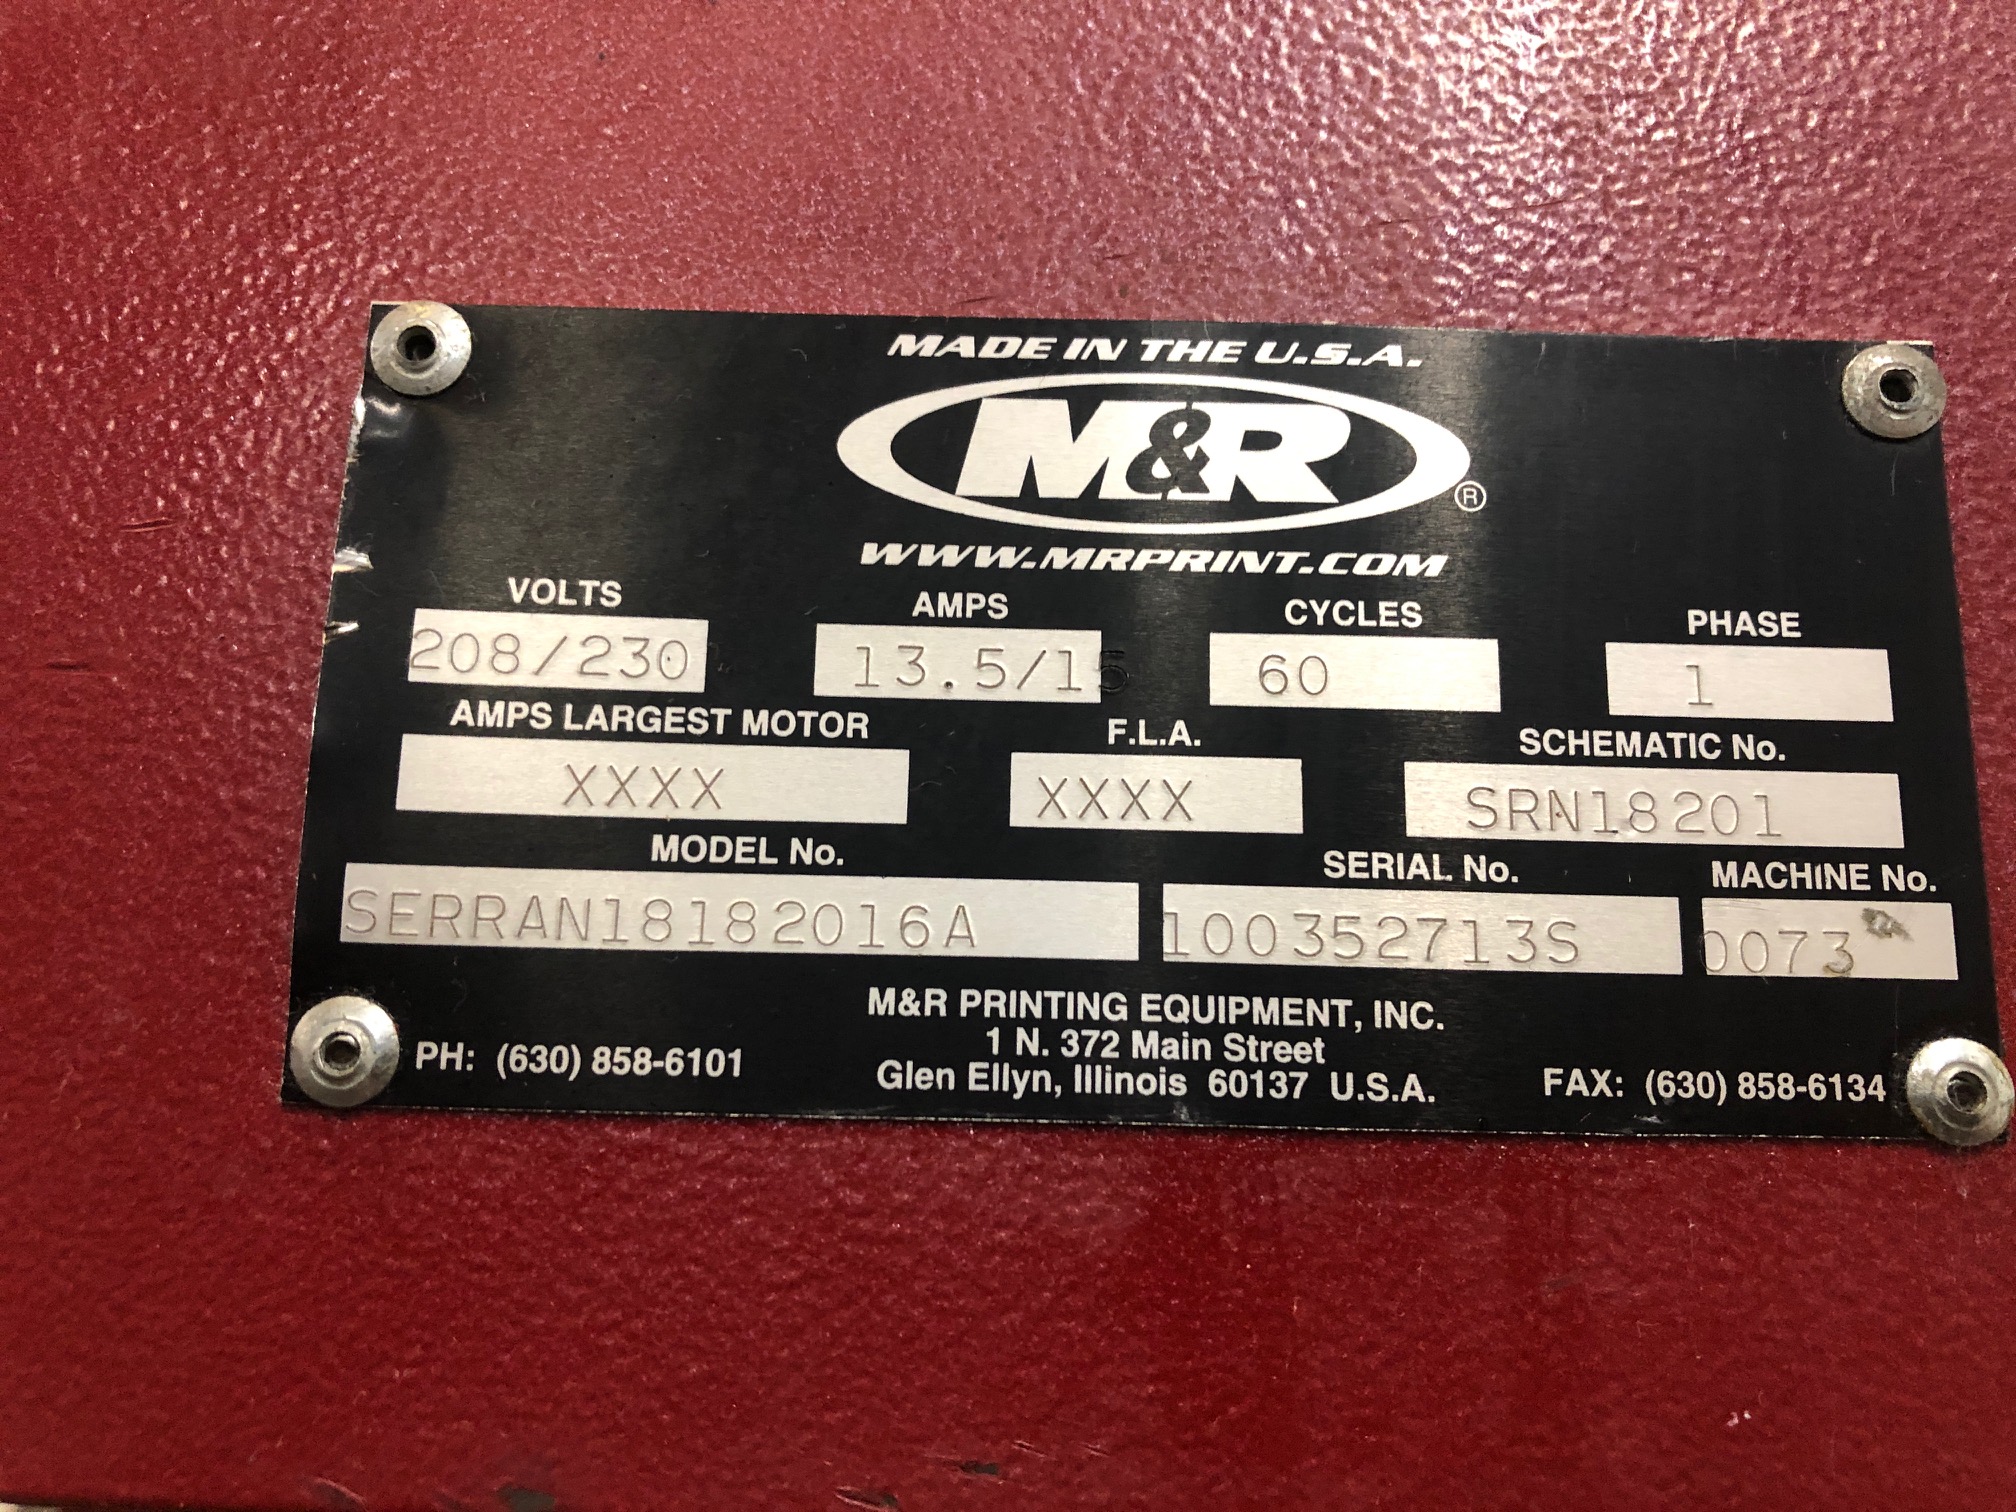 MADE IN THE U.S.A.
M&R ®
WWW.MRPRINT.COM
VOLTS AMPS CYCLES PHASE
208/230 13.5/15 60 1
AMPS LARGEST MOTOR F.L.A. SCHEMATIC No.
XXXX XXXX SRN18201
MODEL No. SERIAL No. MACHINE No.
SERRAN18182016A 100352713S 0073
M&R PRINTING EQUIPMENT, INC.
1 N. 372 Main Street
PH: (630) 858-6101 Glen Ellyn, Illinois 60137 U.S.A. FAX: (630) 858-6134